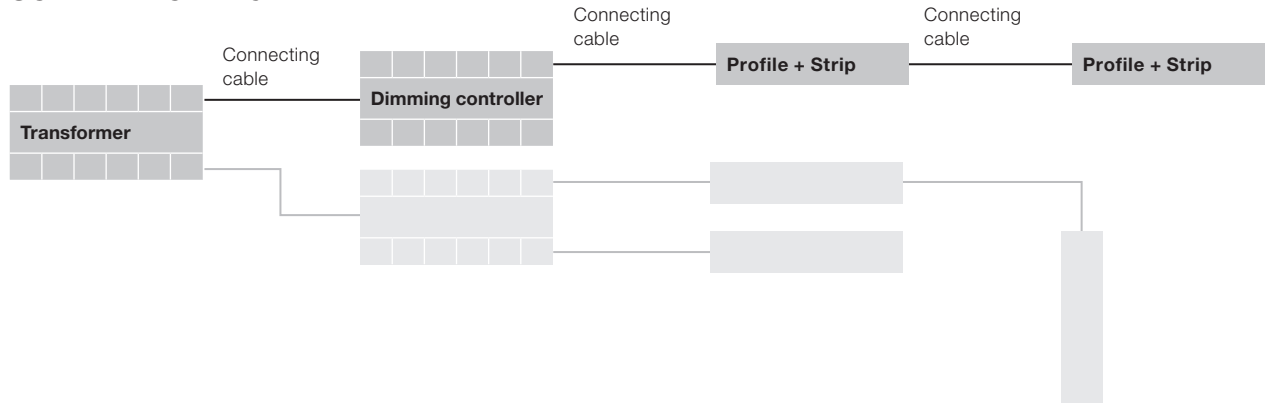 Connecting
cable
Connecting
cable
Connecting
cable
Profile + Strip
Profile + Strip
Dimming controller
Transformer